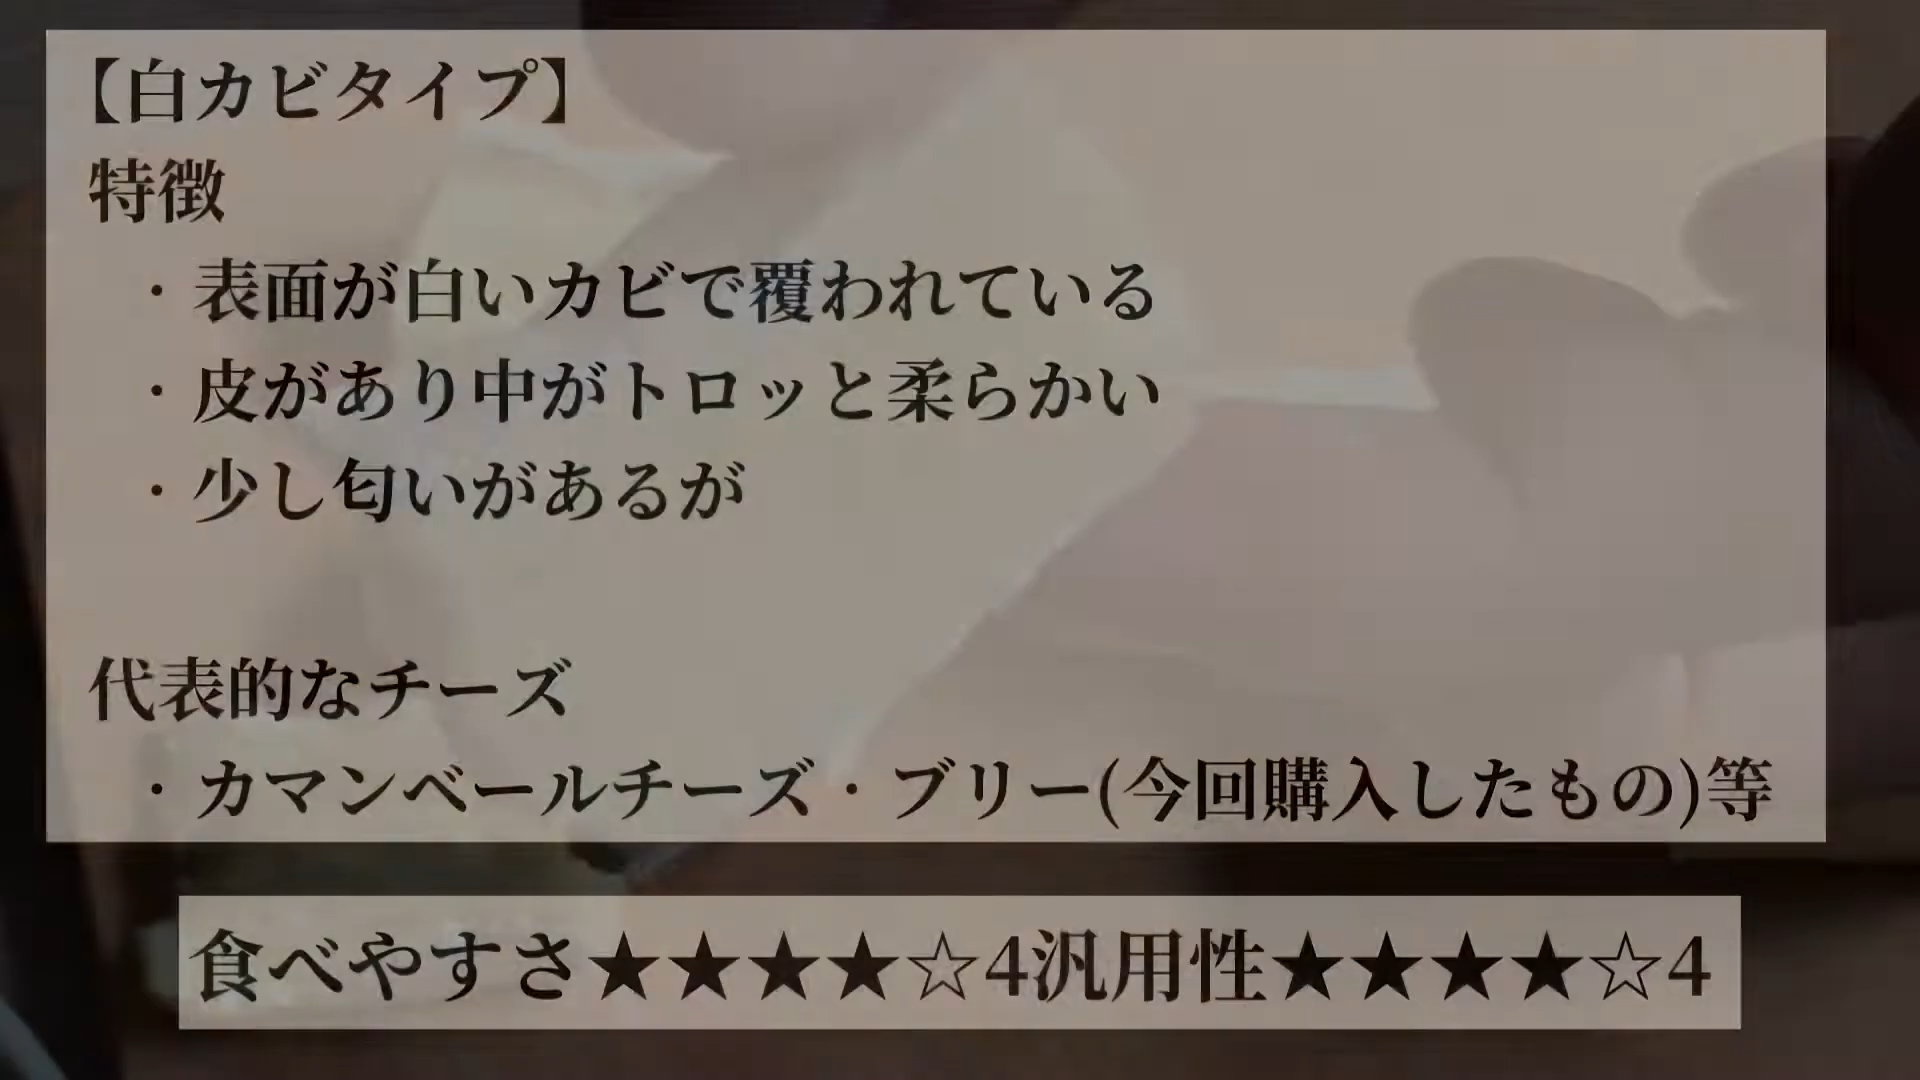 【白カビタイプ】
特徴
・表面が白いカビで覆われている
・皮があり中がトロッと柔らかい
・少し匂いがあるが
代表的なチーズ
・カマンベールチーズ・ブリー(今回購入したもの)等
食べやすさ★★★★☆4汎用性★★★★☆4